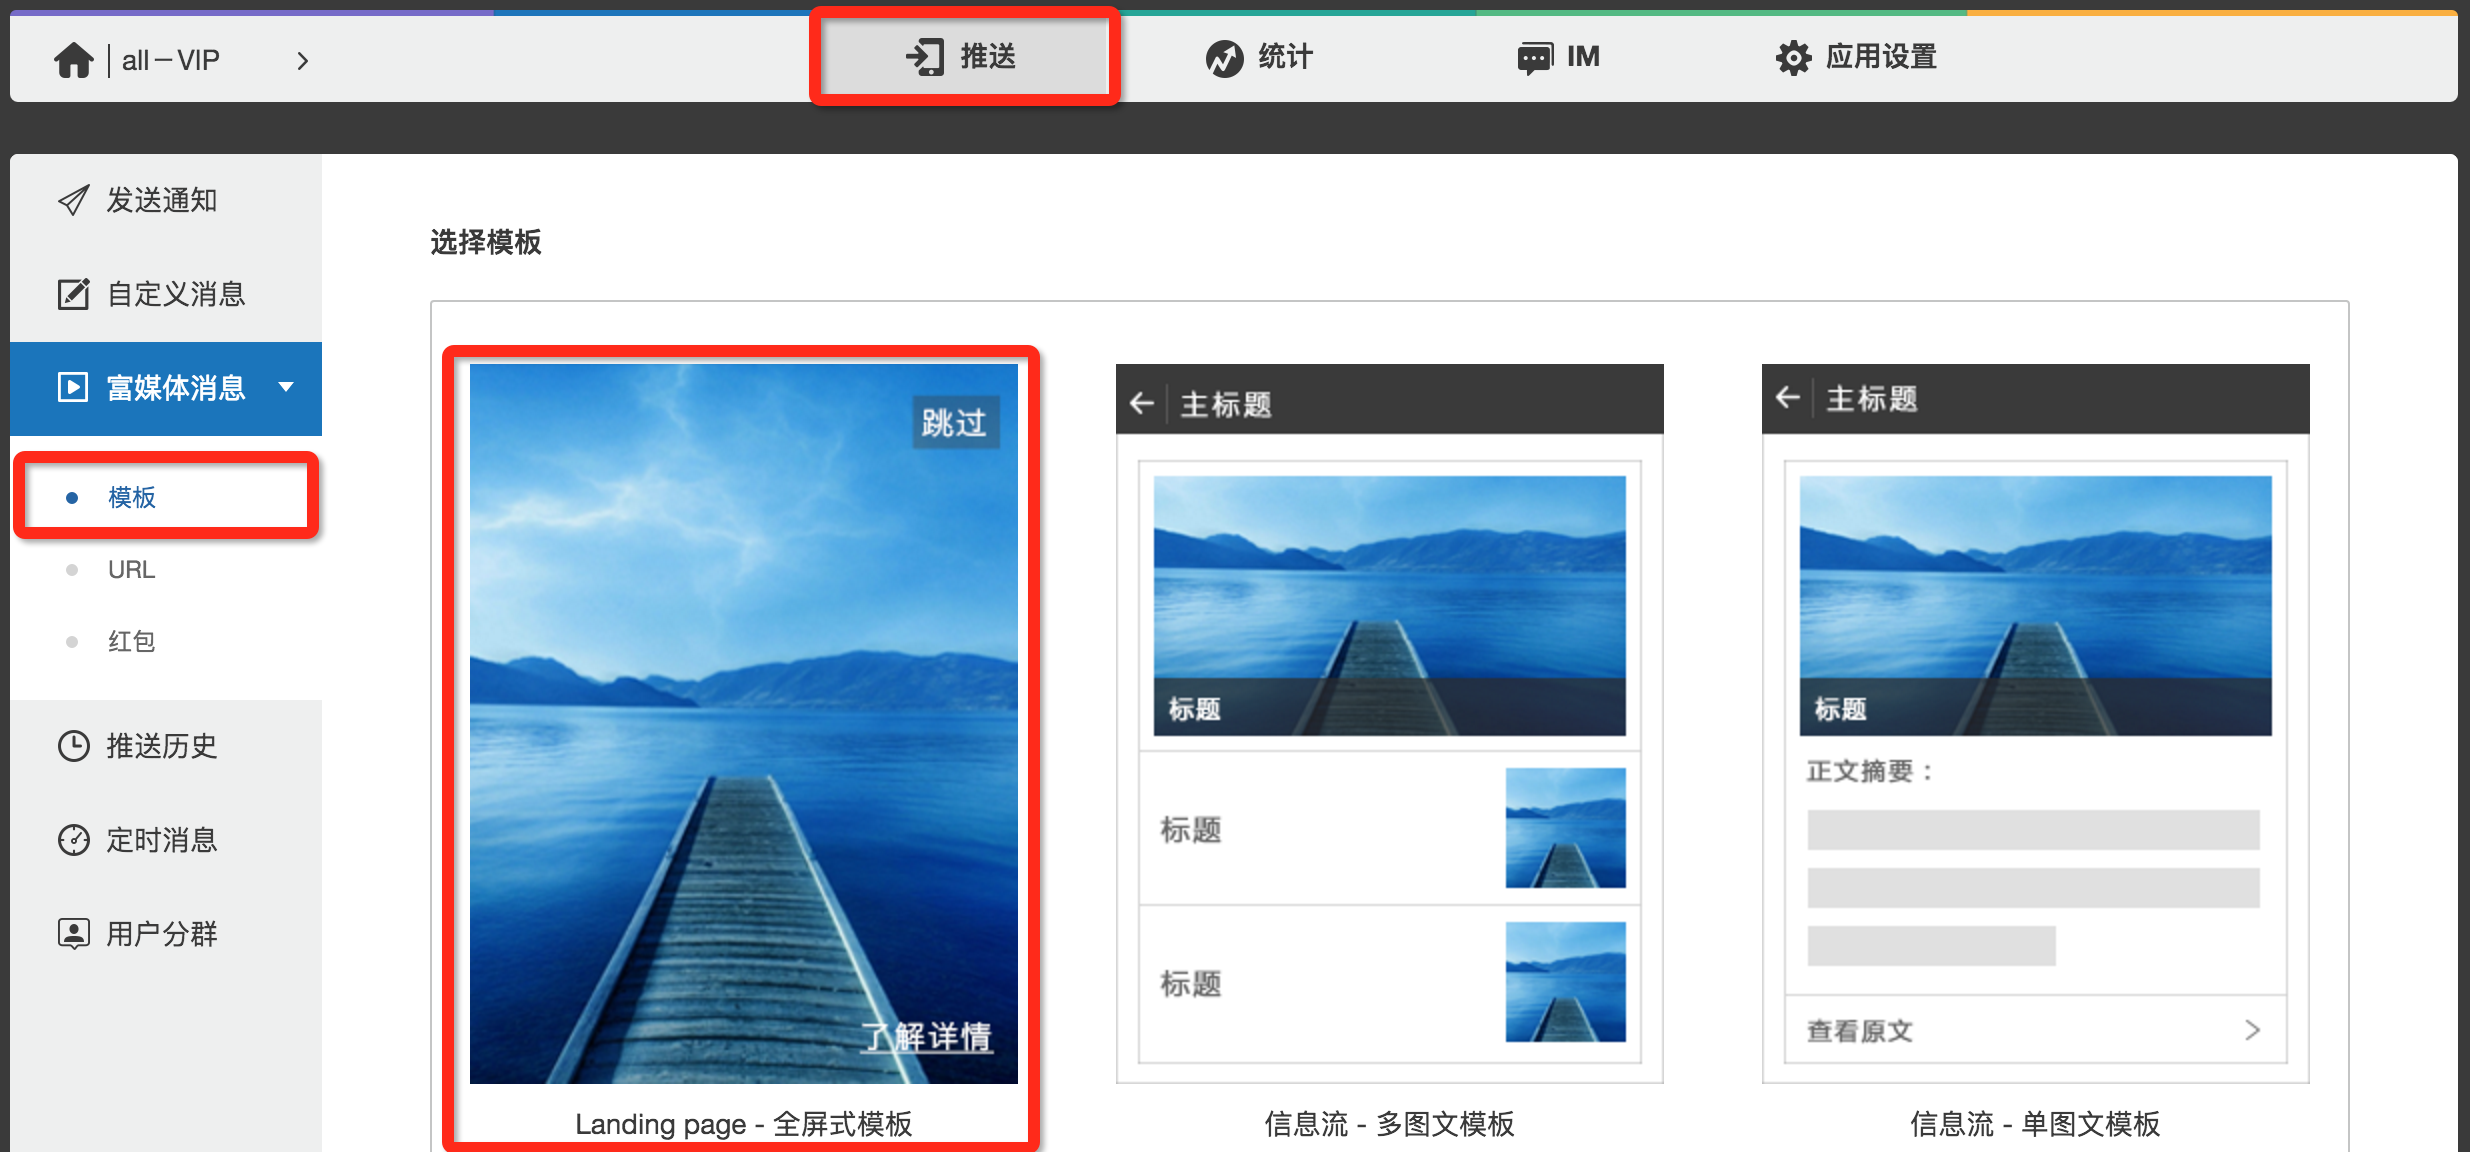 all－VIP
推送
统计
IM
应用设置
发送通知
自定义消息
富媒体消息
模板
URL
红包
推送历史
定时消息
用户分群
选择模板
跳过
了解详情
Landing page - 全屏式模板
主标题
标题
标题
标题
信息流 - 多图文模板
主标题
标题
正文摘要：
查看原文
信息流 - 单图文模板